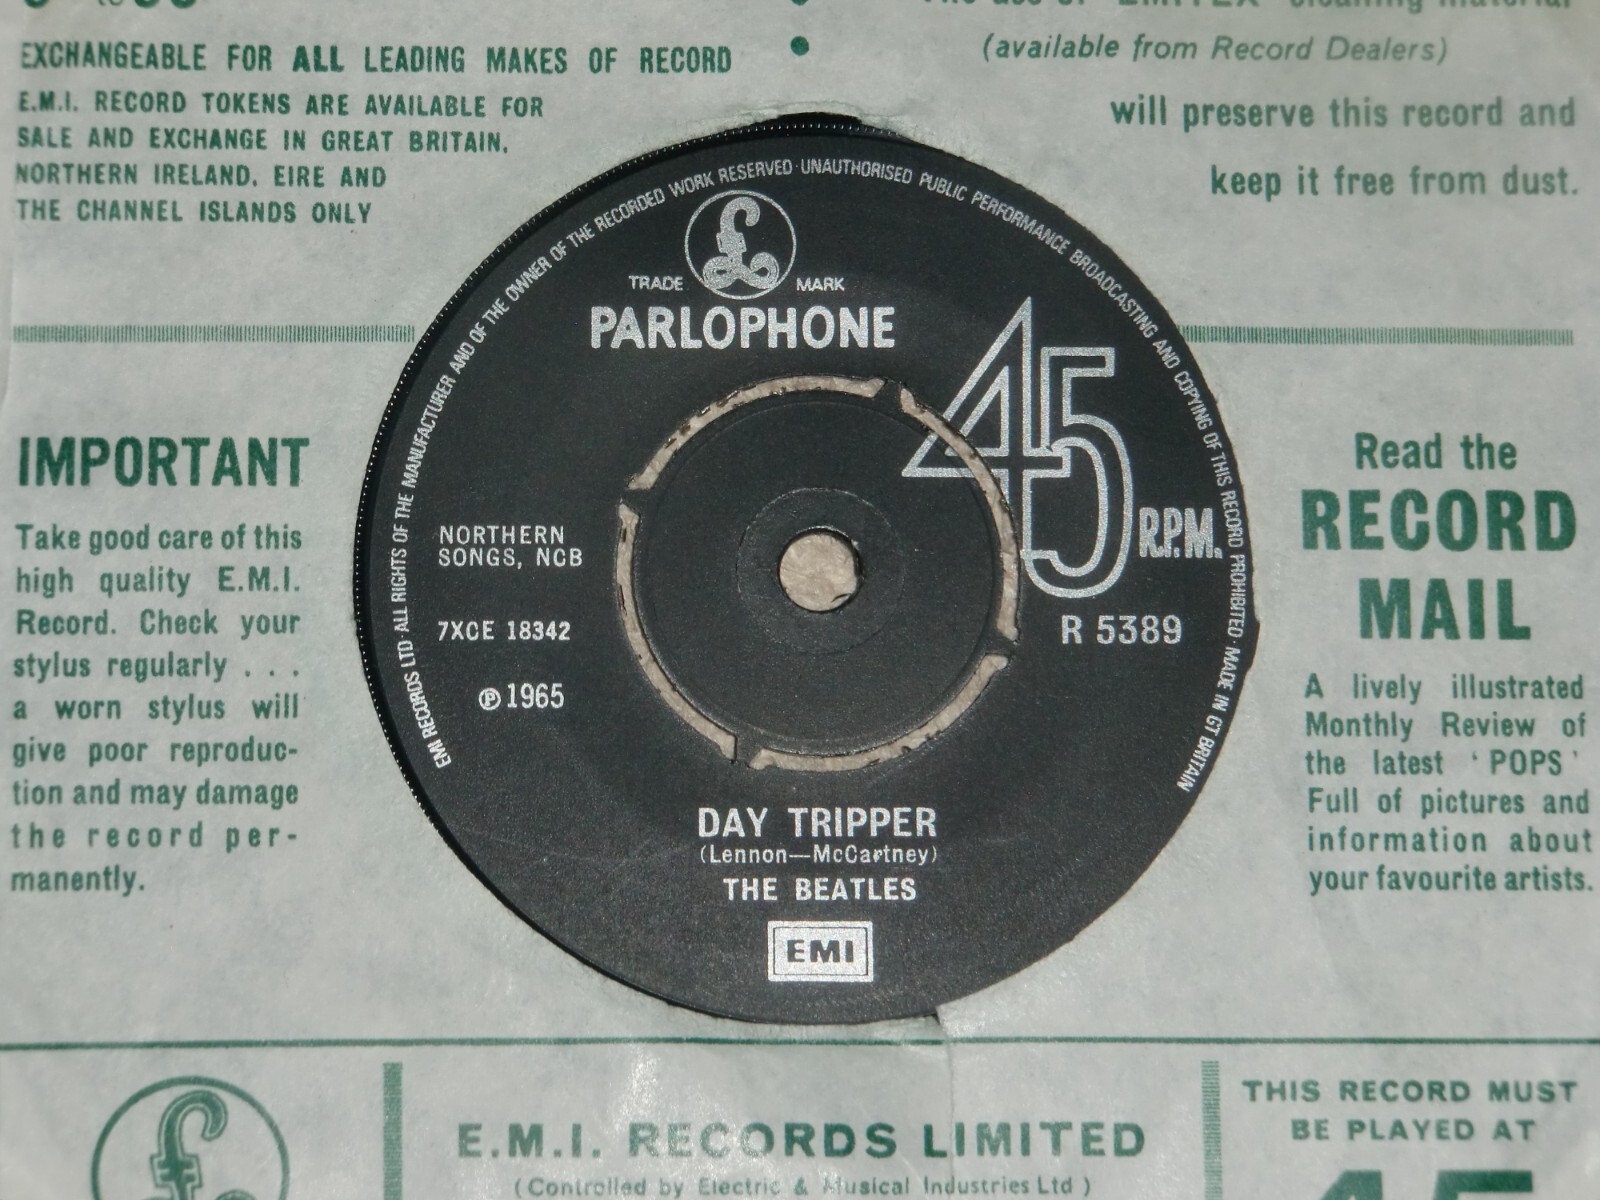 EXCHANGEABLE FOR ALL LEADING MAKES OF RECORD
E.M.I. RECORD TOKENS ARE AVAILABLE FOR
SALE AND EXCHANGE IN GREAT BRITAIN,
NORTHERN IRELAND, EIRE AND
THE CHANNEL ISLANDS ONLY
The use of "EMITEX" cleaning material
(available from Record Dealers)
will preserve this record and
keep it free from dust.
IMPORTANT
Take good care of this
high quality E.M.I.
Record. Check your
stylus regularly . . .
a worn stylus will
give poor reproduc-
tion and may damage
the record per-
manently.
EMI RECORDS LTD·ALL RIGHTS OF THE MANUFACTURER AND OF THE OWNER OF THE RECORDED WORK RESERVED·UNAUTHORISED PUBLIC PERFORMANCE BROADCASTING AND COPYING OF THIS RECORD PROHIBITED·MADE IN GT BRITAIN
£
TRADE MARK
PARLOPHONE
45 R.P.M.
NORTHERN
SONGS, NCB
7XCE 18342
℗ 1965
R 5389
DAY TRIPPER
(Lennon—McCartney)
THE BEATLES
EMI
Read the
RECORD
MAIL
A lively illustrated
Monthly Review of
the latest 'POPS'
Full of pictures and
information about
your favourite artists.
£
E.M.I. RECORDS LIMITED
(Controlled by Electric & Musical Industries Ltd)
THIS RECORD MUST
BE PLAYED AT
45